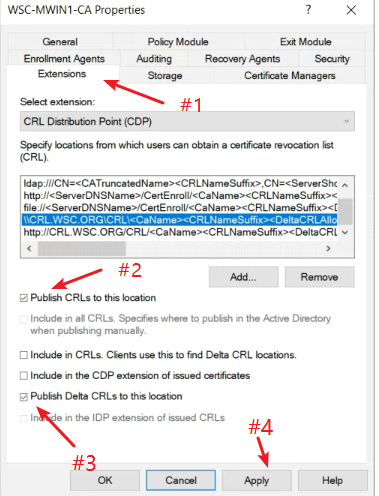 WSC-MWIN1-CA Properties
General
Policy Module
Exit Module
Enrollment Agents
Auditing
Recovery Agents
Security
Extensions
Storage
Certificate Managers
#1
Select extension:
CRL Distribution Point (CDP)
Specify locations from which users can obtain a certificate revocation list
(CRL).
ldap:///CN=<CATruncatedName><CRLNameSuffix>,CN=<ServerSho
http://<ServerDNSName>/CertEnroll/<CaName><CRLNameSuffix><D
file://<ServerDNSName>/CertEnroll/<CaName><CRLNameSuffix><D
\\CRL.WSC.ORG\CRL\<CaName><CRLNameSuffix><DeltaCRLAllo
http://CRL.WSC.ORG/CRL/<CaName><CRLNameSuffix><DeltaCRL
#2
Add...
Remove
Publish CRLs to this location
Include in all CRLs. Specifies where to publish in the Active Directory
when publishing manually.
Include in CRLs. Clients use this to find Delta CRL locations.
Include in the CDP extension of issued certificates
Publish Delta CRLs to this location
Include in the IDP extension of issued CRLs
#4
#3
OK
Cancel
Apply
Help